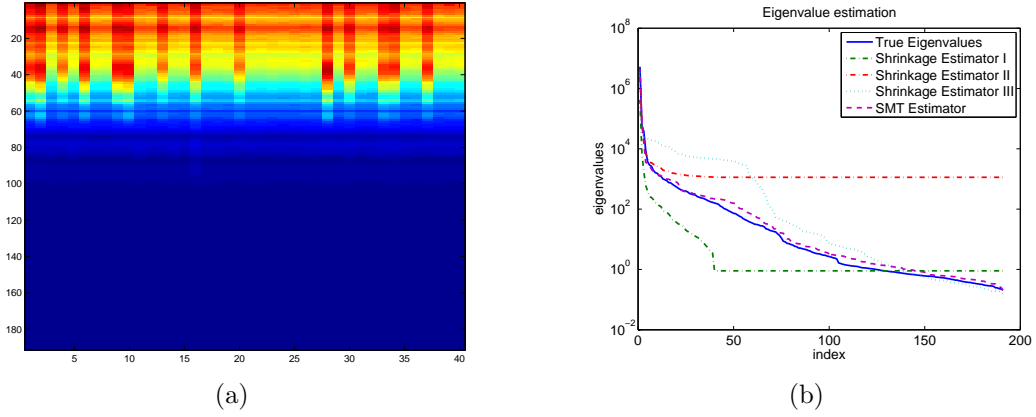 20
40
60
80
100
120
140
160
180
5 10 15 20 25 30 35 40
(a)
Eigenvalue estimation
True Eigenvalues
Shrinkage Estimator I
Shrinkage Estimator II
Shrinkage Estimator III
SMT Estimator
eigenvalues
10^8
10^6
10^4
10^2
10^0
10^−2
0 50 100 150 200
index
(b)